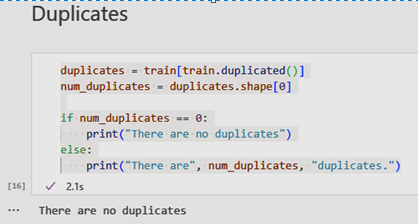 Duplicates
duplicates = train[train.duplicated()]
num_duplicates = duplicates.shape[0]
if num_duplicates == 0:
    print("There are no duplicates")
else:
    print("There are", num_duplicates, "duplicates.")
[16] ✓ 2.1s
··· There are no duplicates